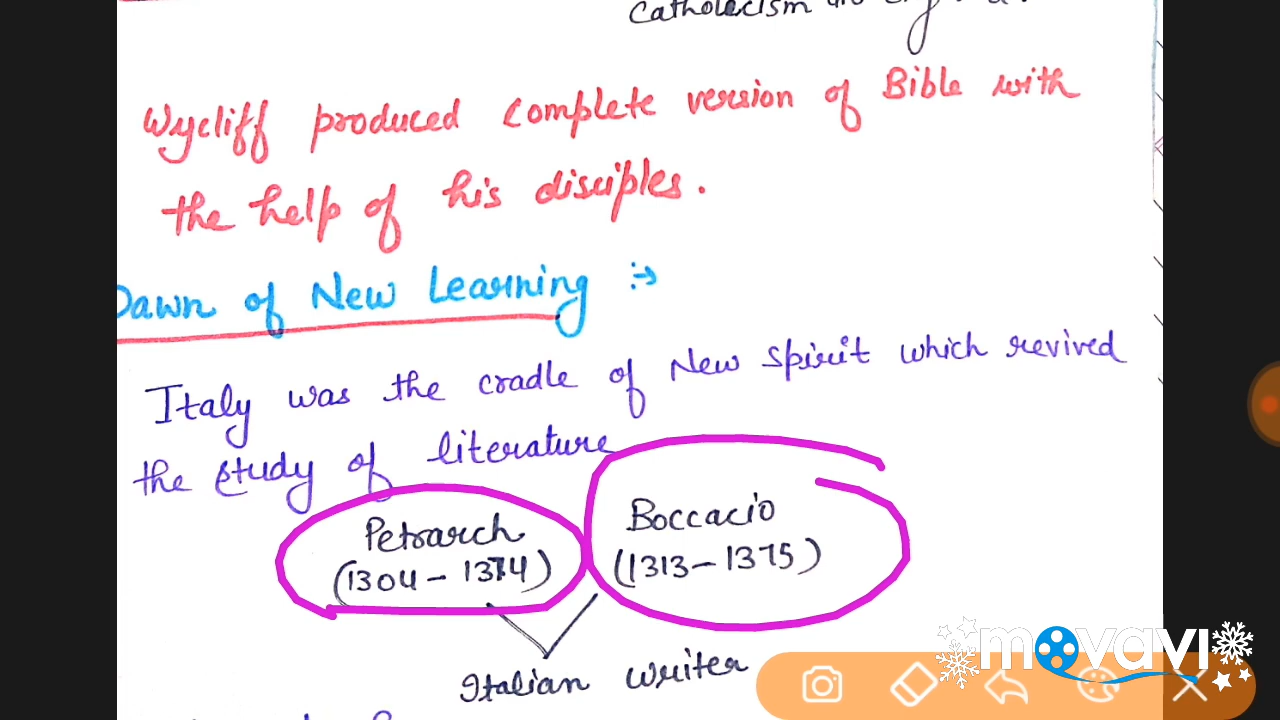 Catholecism
Wycliff produced complete version of Bible with
the help of his disciples.
Dawn of New Learning :→
Italy was the cradle of New spirit which revived
the study of literature
Petrarch
(1304 - 1374)
Boccacio
(1313 - 1375)
Italian writer
movavi